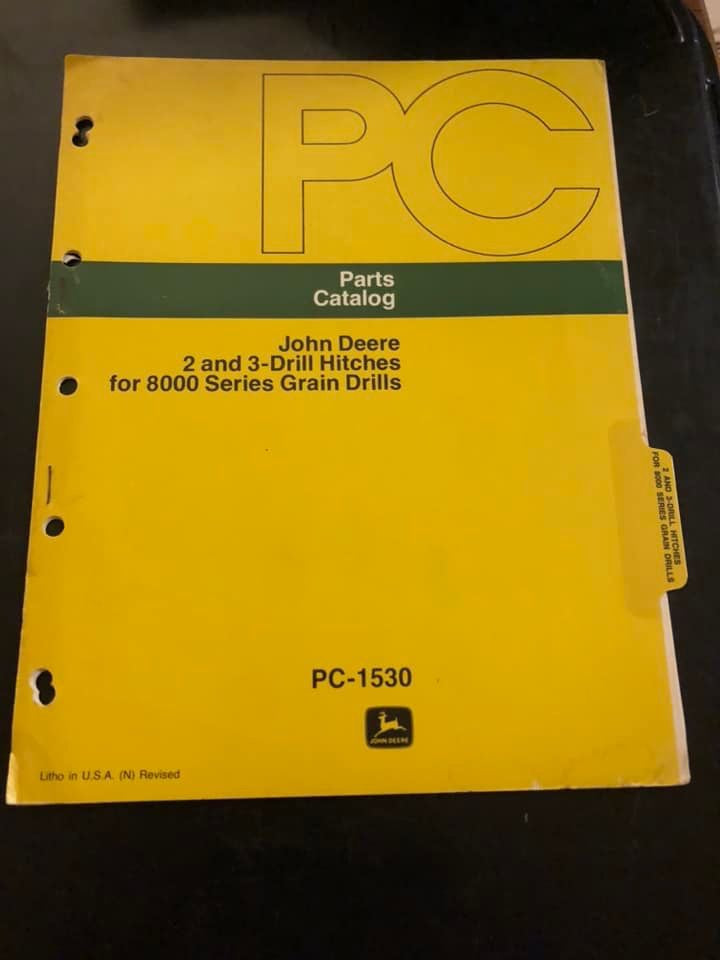 PC
Parts
Catalog
John Deere
2 and 3-Drill Hitches
for 8000 Series Grain Drills
2 AND 3-DRILL HITCHES
FOR 8000 SERIES GRAIN DRILLS
PC-1530
JOHN DEERE
Litho in U.S.A. (N) Revised